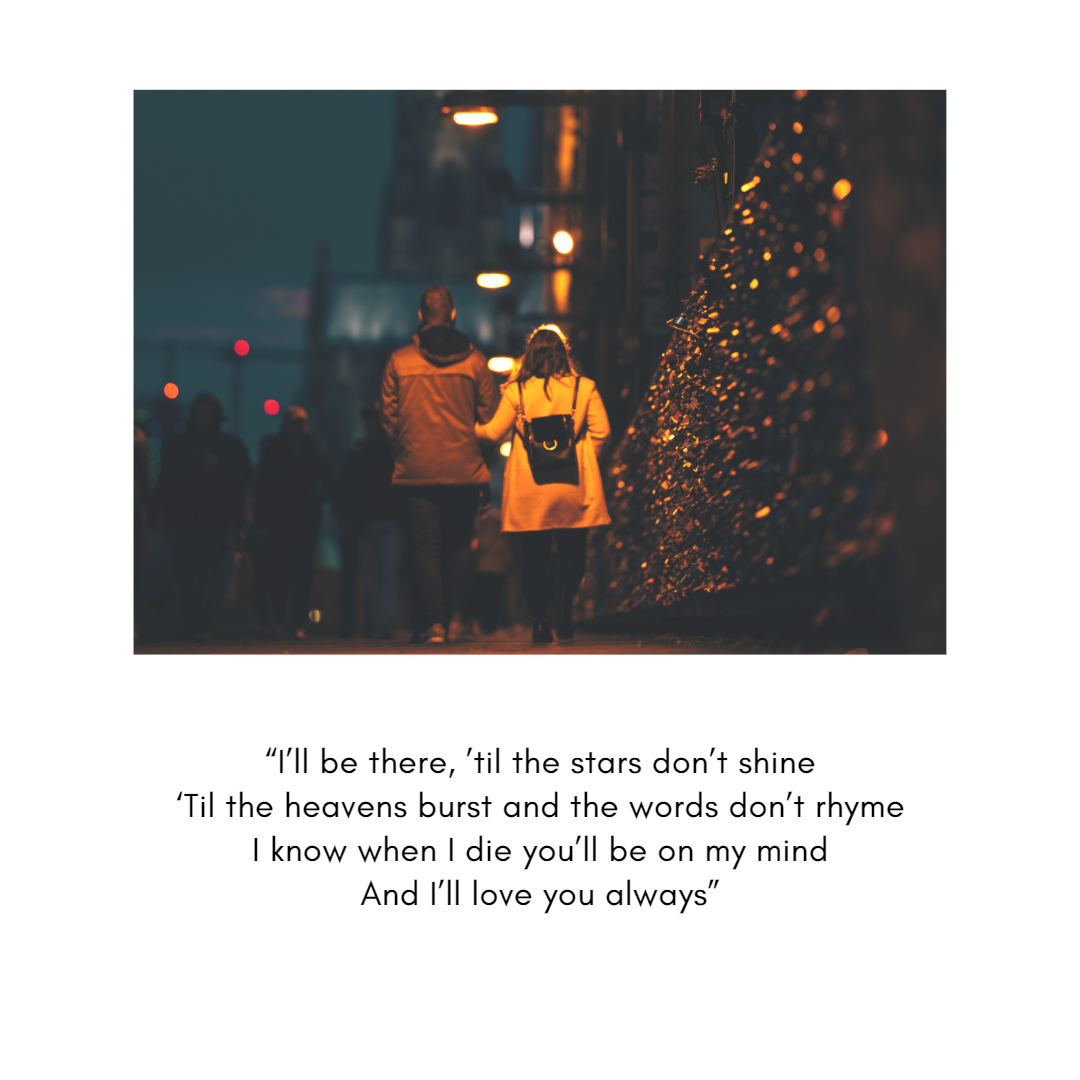 “I’ll be there, ’til the stars don’t shine
‘Til the heavens burst and the words don’t rhyme
I know when I die you’ll be on my mind
And I’ll love you always”